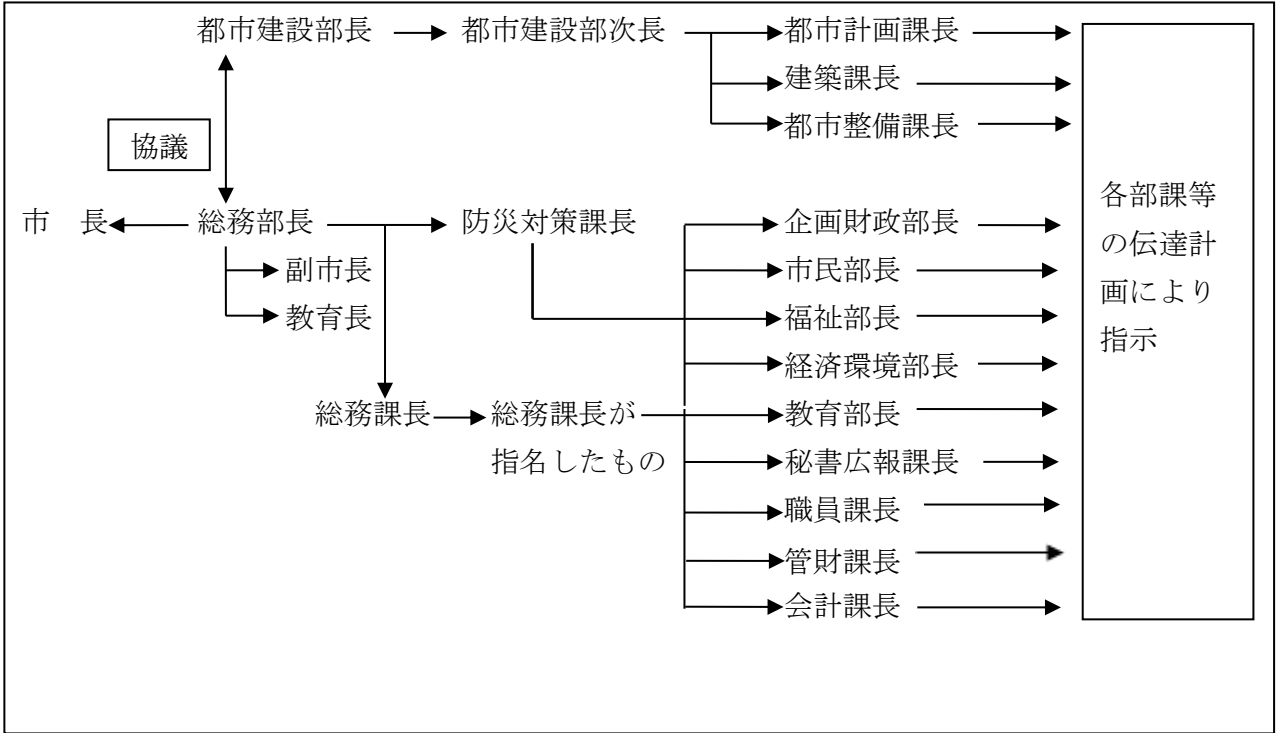 都市建設部長
都市建設部次長
都市計画課長
建築課長
都市整備課長
協議
市　長
総務部長
防災対策課長
副市長
教育長
総務課長
総務課長が
指名したもの
企画財政部長
市民部長
福祉部長
経済環境部長
教育部長
秘書広報課長
職員課長
管財課長
会計課長
各部課等
の伝達計
画により
指示